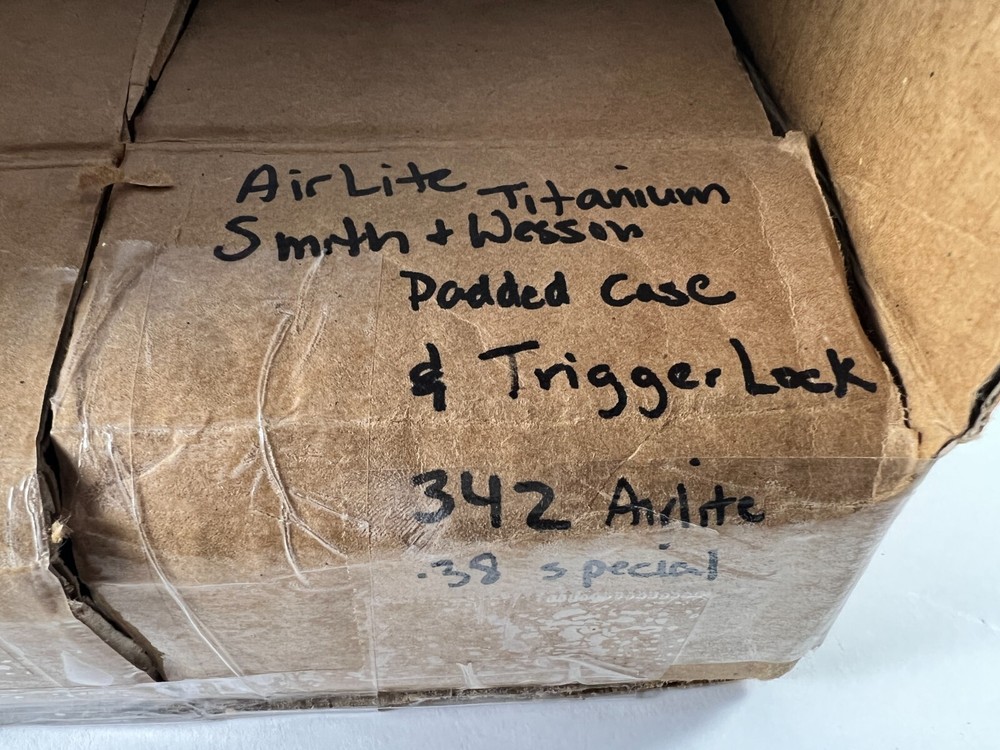 AirLite Titanium
Smith + Wesson
Padded Case
& Trigger Lock
342 Airlite
.38 special